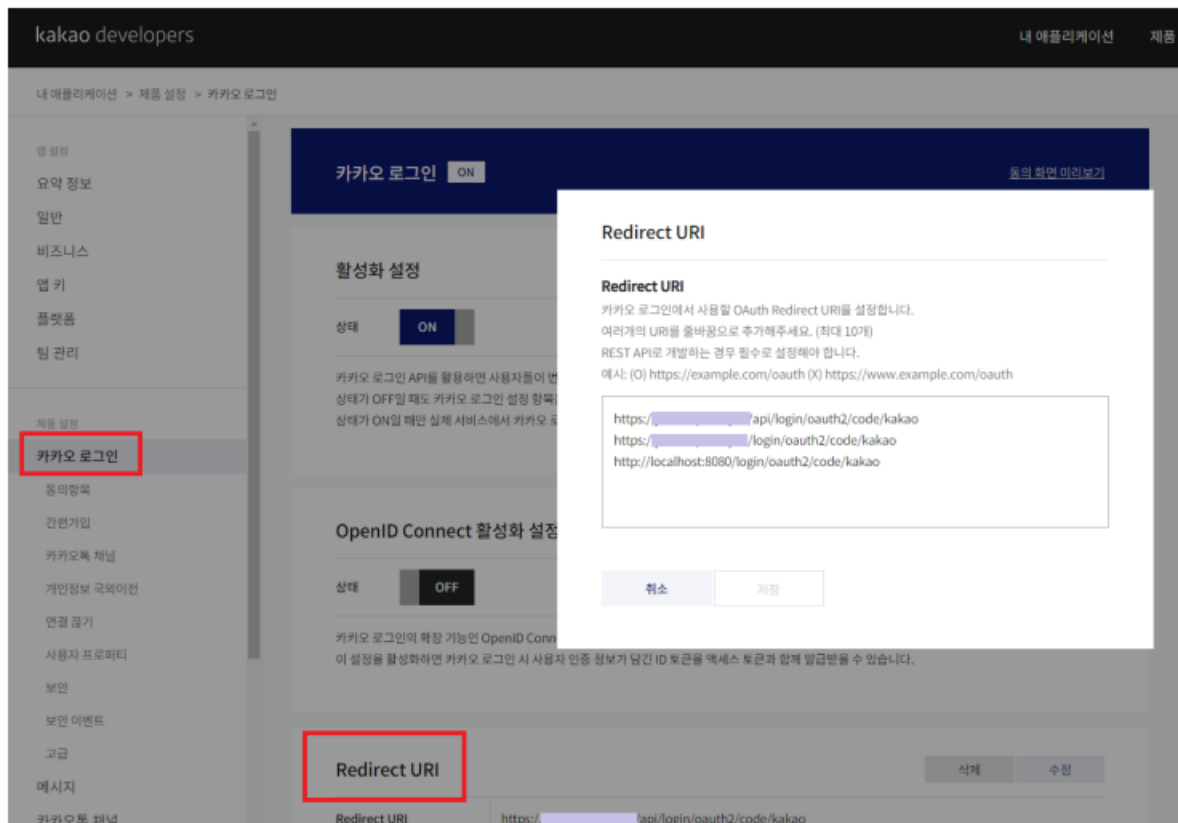 kakao developers
내 애플리케이션 제품
내 애플리케이션 > 제품 설정 > 카카오 로그인
앱 설정
요약 정보
일반
비즈니스
앱 키
플랫폼
팀 관리
제품 설정
카카오 로그인
동의항목
간편가입
카카오톡 채널
개인정보 국외이전
연결 끊기
사용자 프로퍼티
보안
보안 이벤트
고급
메시지
카카오톡 채널
카카오 로그인 ON
동의 화면 미리보기
활성화 설정
상태 ON
카카오 로그인 API를 활용하면 사용자들이 번
상태가 OFF일 때도 카카오 로그인 설정 항목
상태가 ON일 때만 실제 서비스에서 카카오 로
OpenID Connect 활성화 설정
상태 OFF
카카오 로그인의 확장 기능인 OpenID Conn
이 설정을 활성화하면 카카오 로그인 시 사용자 인증 정보가 담긴 ID 토큰을 액세스 토큰과 함께 발급받을 수 있습니다.
Redirect URI
삭제 수정
Redirect URI https:/ /api/login/oauth2/code/kakao
Redirect URI
Redirect URI
카카오 로그인에서 사용할 OAuth Redirect URI를 설정합니다.
여러개의 URI를 줄바꿈으로 추가해주세요. (최대 10개)
REST API로 개발하는 경우 필수로 설정해야 합니다.
예시: (O) https://example.com/oauth (X) https://www.example.com/oauth
https:/ /api/login/oauth2/code/kakao
https:/ /login/oauth2/code/kakao
http://localhost:8080/login/oauth2/code/kakao
취소 저장